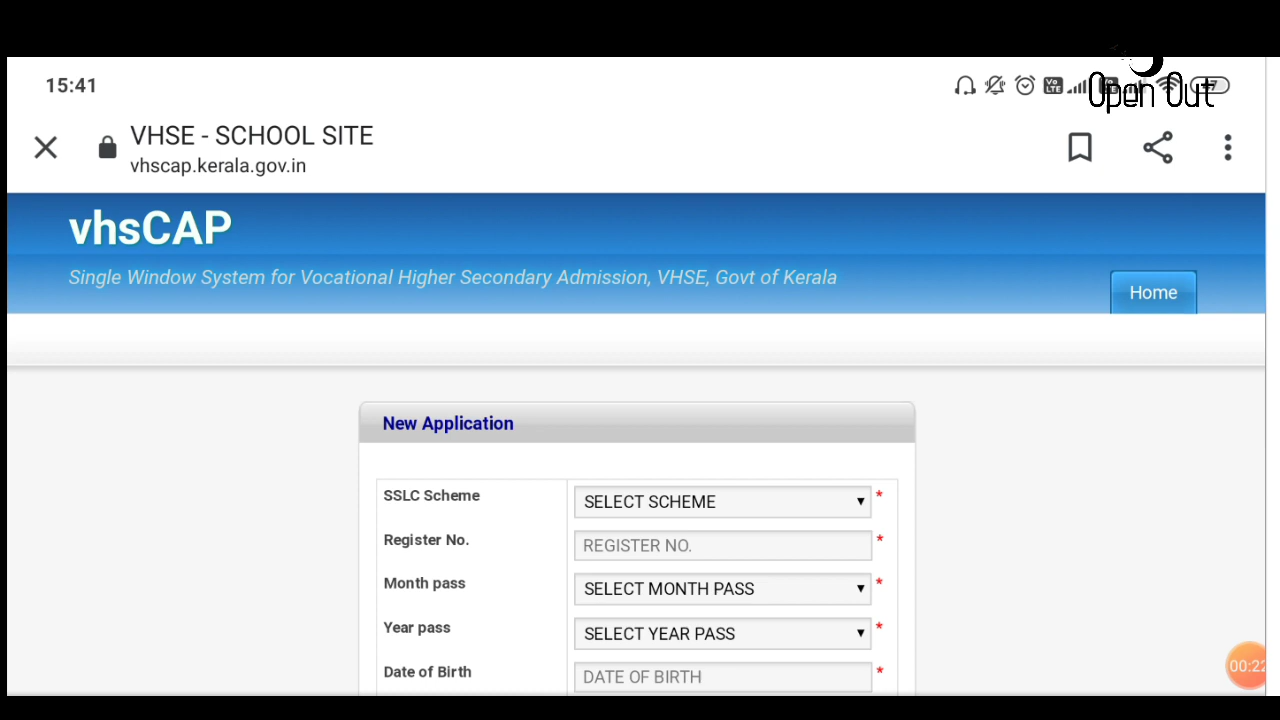 15:41
Open Out
VHSE - SCHOOL SITE
vhscap.kerala.gov.in
vhsCAP
Single Window System for Vocational Higher Secondary Admission, VHSE, Govt of Kerala
Home
New Application
SSLC Scheme
SELECT SCHEME
*
Register No.
REGISTER NO.
*
Month pass
SELECT MONTH PASS
*
Year pass
SELECT YEAR PASS
*
Date of Birth
DATE OF BIRTH
*
00:22